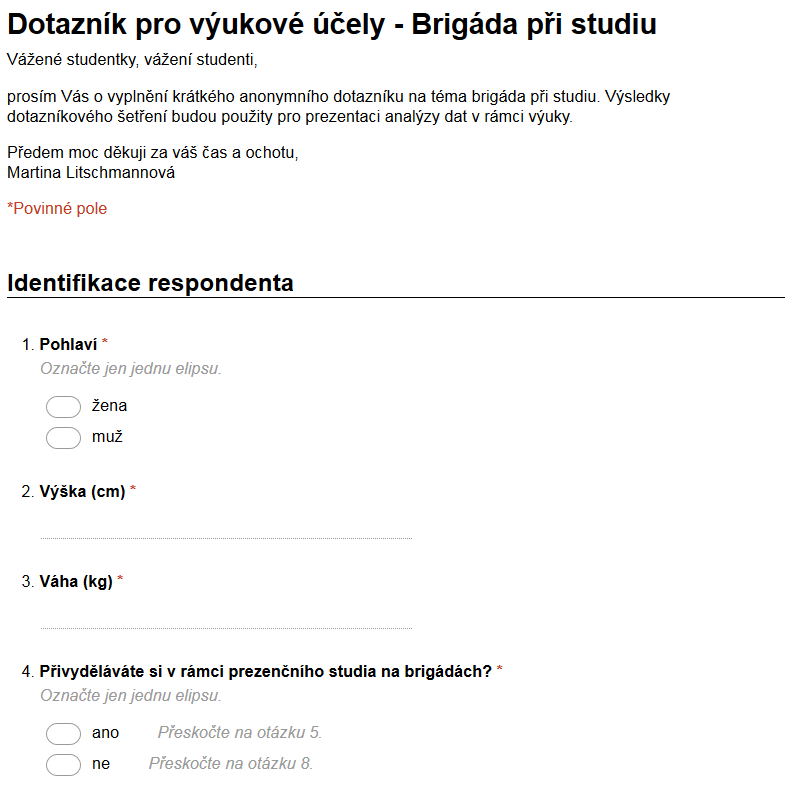 Dotazník pro výukové účely - Brigáda při studiu
Vážené studentky, vážení studenti,
prosím Vás o vyplnění krátkého anonymního dotazníku na téma brigáda při studiu. Výsledky
dotazníkového šetření budou použity pro prezentaci analýzy dat v rámci výuky.
Předem moc děkuji za váš čas a ochotu,
Martina Litschmannová
*Povinné pole
Identifikace respondenta
1. Pohlaví *
Označte jen jednu elipsu.
žena
muž
2. Výška (cm) *
3. Váha (kg) *
4. Přivyděláváte si v rámci prezenčního studia na brigádách? *
Označte jen jednu elipsu.
ano Přeskočte na otázku 5.
ne Přeskočte na otázku 8.